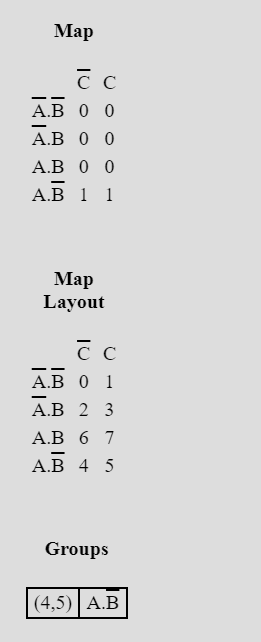 Map
C̅ C
A̅.B̅ 0 0
A̅.B 0 0
A.B 0 0
A.B̅ 1 1
Map
Layout
C̅ C
A̅.B̅ 0 1
A̅.B 2 3
A.B 6 7
A.B̅ 4 5
Groups
(4,5) A.B̅